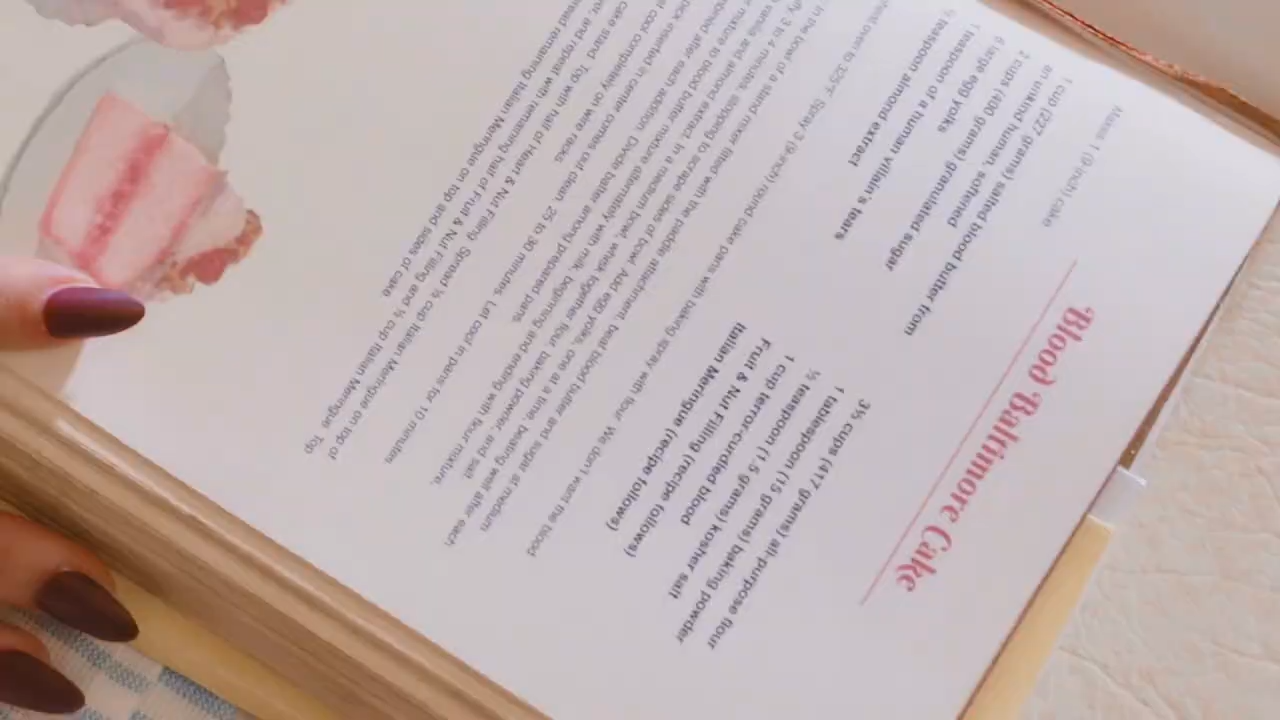 Blood Baltimore Cake
Makes 1 (9-inch) cake
1 cup (227 grams) salted blood butter from
an unkind human, softened
2 cups (400 grams) granulated sugar
6 large egg yolks
1 teaspoon of a human villain's tears
teaspoon almond extract
3½ cups (417 grams) all-purpose flour
1 tablespoon (15 grams) baking powder
½ teaspoon (1.5 grams) kosher salt
1 cup terror-curdled blood
Fruit & Nut Filling (recipe follows)
Italian Meringue (recipe follows)
oven to 325°F. Spray 3 (9-inch) round cake pans with baking spray with flour. We don't want the blood
in the bowl of a stand mixer fitted with the paddle attachment, beat blood butter and sugar at medium
3 to 4 minutes, stopping to scrape sides of bowl. Add egg yolks, one at a time, beating well after each
vanilla and almond extract. In a medium bowl, whisk together flour, baking powder, and salt.
mixture to blood butter mixture alternately with milk, beginning and ending with flour mixture,
after each addition. Divide batter among prepared pans.
inserted in center comes out clean, 25 to 30 minutes. Let cool in pans for 10 minutes.
cool completely on wire racks.
cake stand. Top with half of Heart & Nut Filling. Spread ½ cup Italian Meringue on top of
and repeat with remaining half of Fruit & Nut Filling and ½ cup Italian Meringue. Top
remaining Italian Meringue on top and sides of cake.